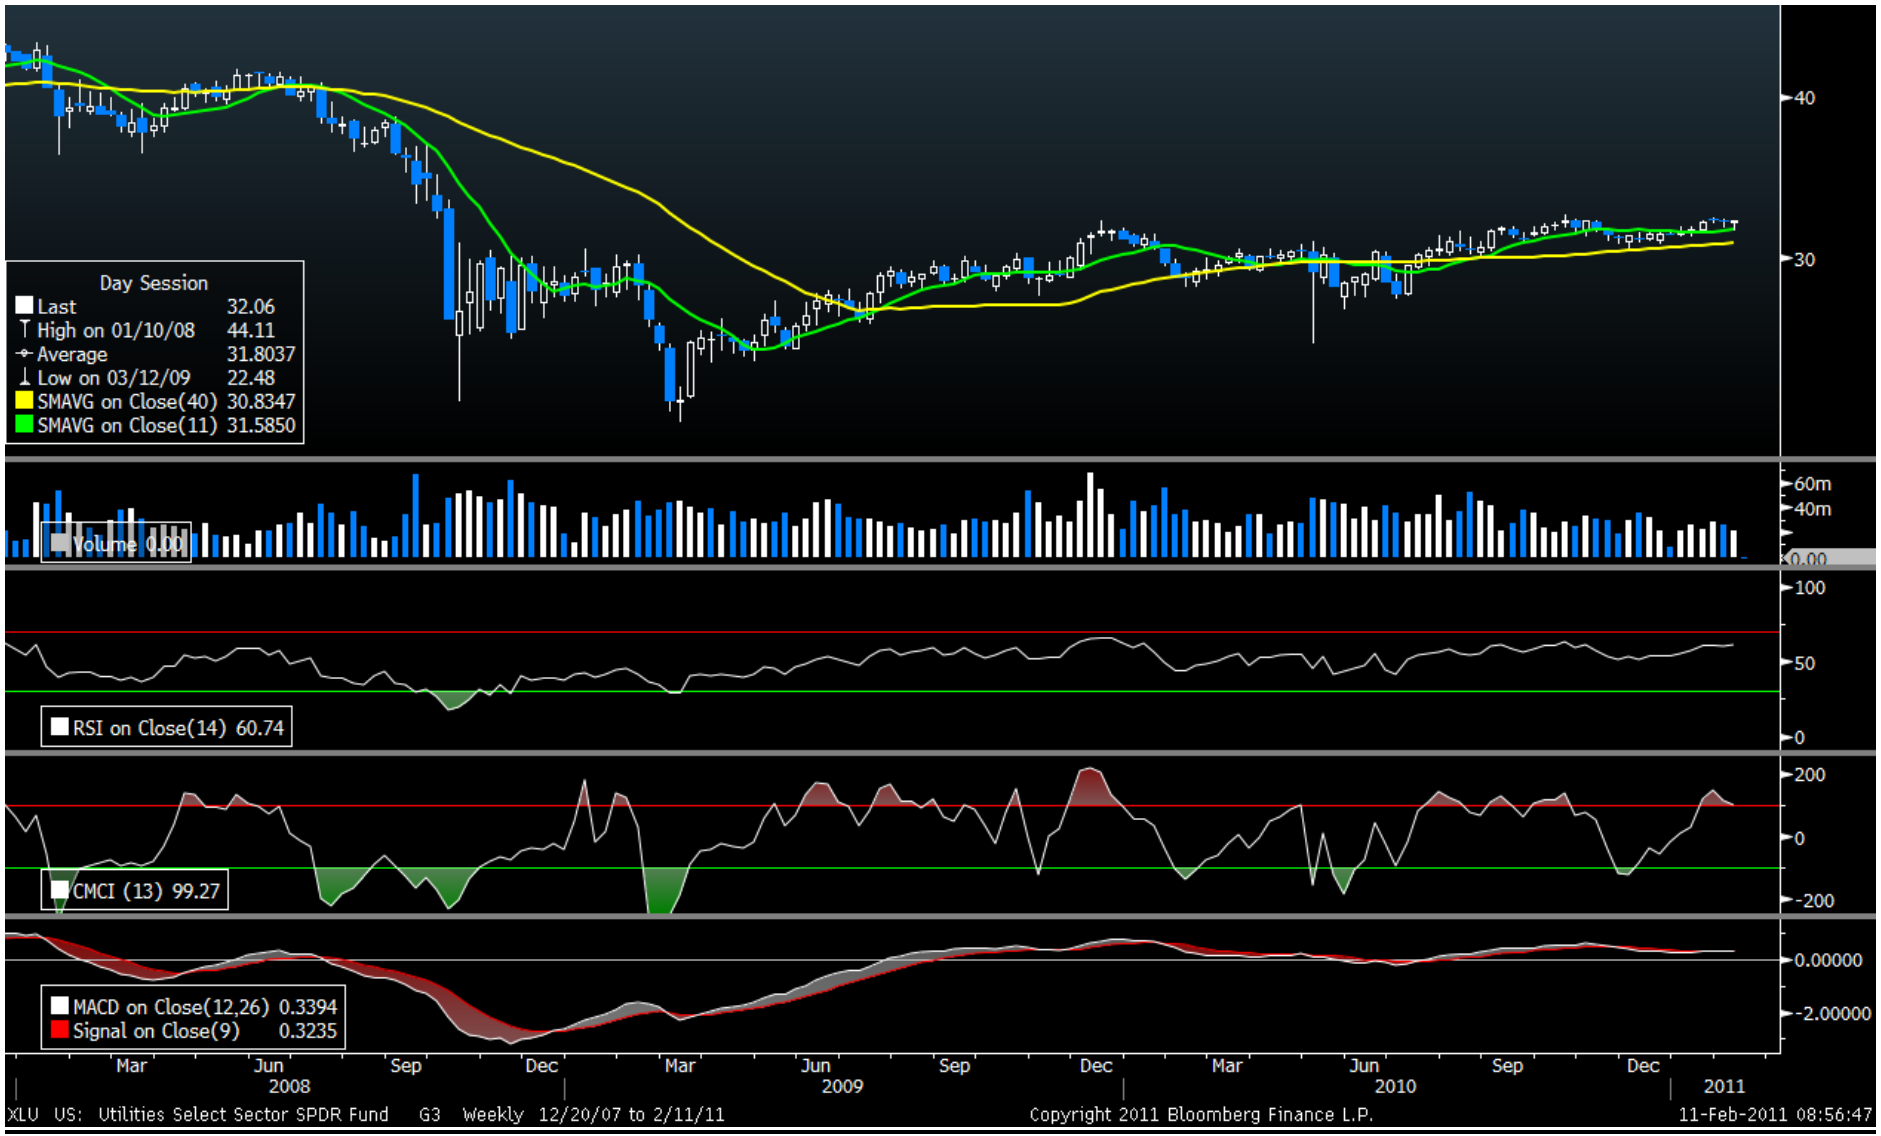 40
30
Day Session
Last 32.06
High on 01/10/08 44.11
Average 31.8037
Low on 03/12/09 22.48
SMAVG on Close(40) 30.8347
SMAVG on Close(11) 31.5850
60m
40m
Volume 0.00
0.00
100
50
0
RSI on Close(14) 60.74
200
0
-200
CMCI (13) 99.27
0.00000
-2.00000
MACD on Close(12,26) 0.3394
Signal on Close(9) 0.3235
Mar Jun Sep Dec Mar Jun Sep Dec Mar Jun Sep Dec
2008 2009 2010 2011
XLU US: Utilities Select Sector SPDR Fund G3 Weekly 12/20/07 to 2/11/11 Copyright 2011 Bloomberg Finance L.P. 11-Feb-2011 08:56:47